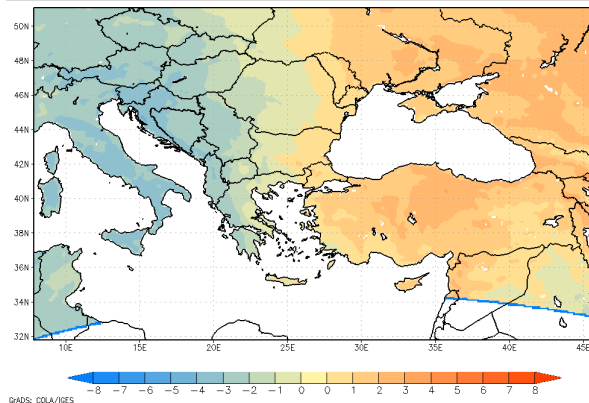 50N
48N
46N
44N
42N
40N
38N
36N
34N
32N
10E 15E 20E 25E 30E 35E 40E 45E
-8 -7 -6 -5 -4 -3 -2 -1 0 0 1 2 3 4 5 6 7 8
GrADS: COLA/IGES